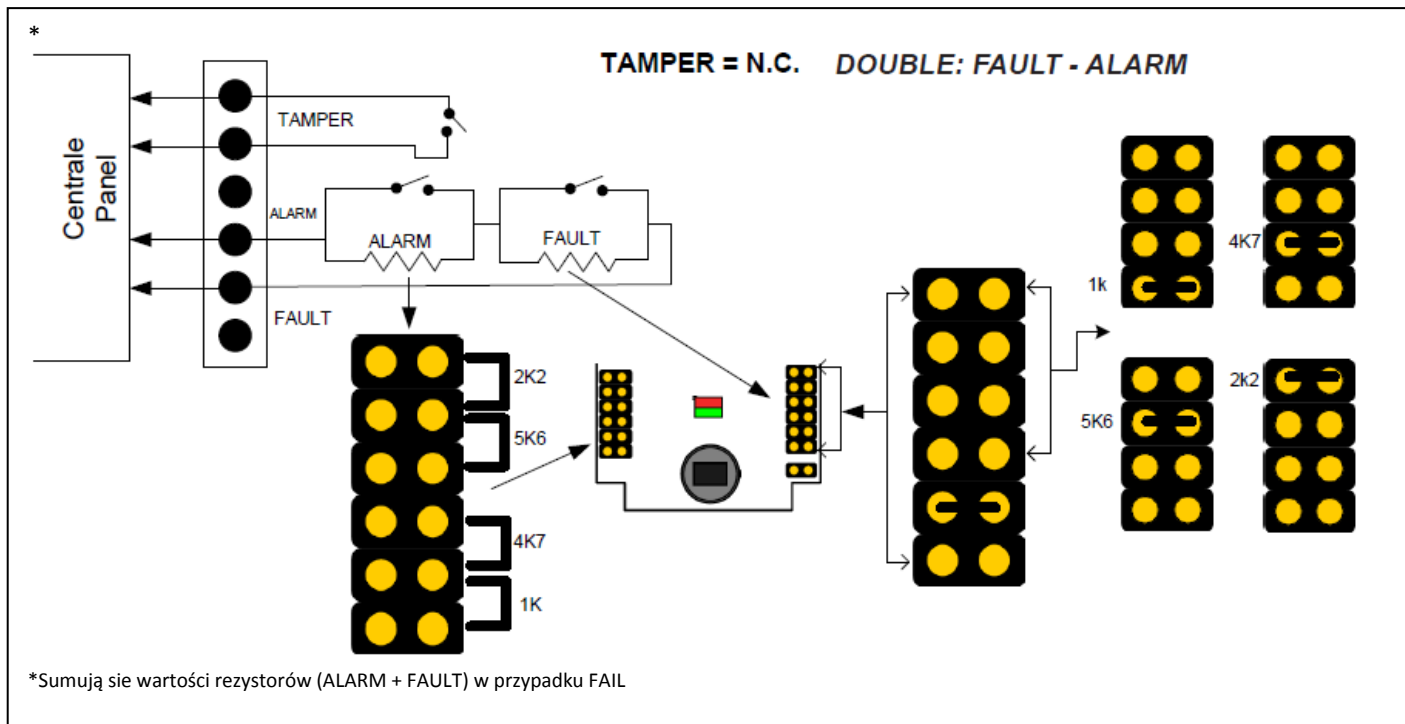 *
TAMPER = N.C. DOUBLE: FAULT - ALARM
Centrale
Panel
TAMPER
ALARM
FAULT
ALARM
FAULT
2K2
5K6
4K7
1K
1k
4K7
5K6
2k2
*Sumują sie wartości rezystorów (ALARM + FAULT) w przypadku FAIL